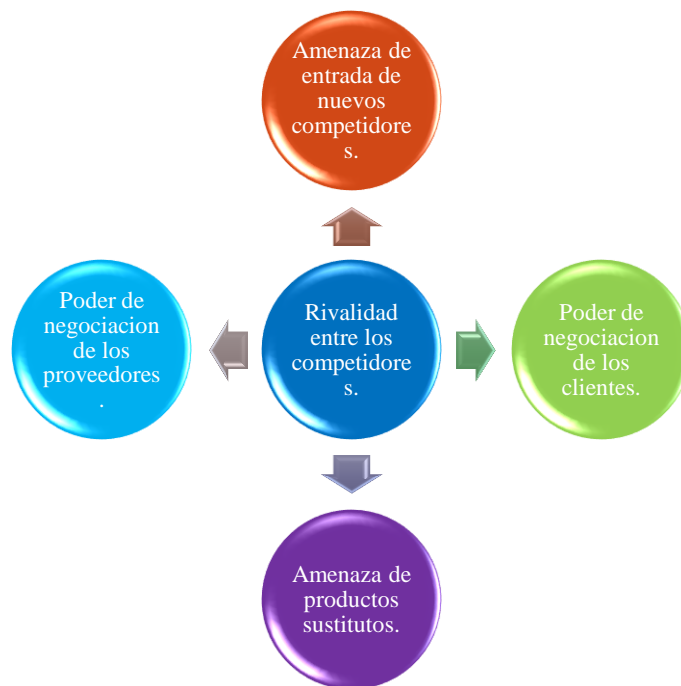 Amenaza de
entrada de
nuevos
competidore
s.
Poder de
negociacion
de los
proveedores
.
Rivalidad
entre los
competidore
s.
Poder de
negociacion
de los
clientes.
Amenaza de
productos
sustitutos.